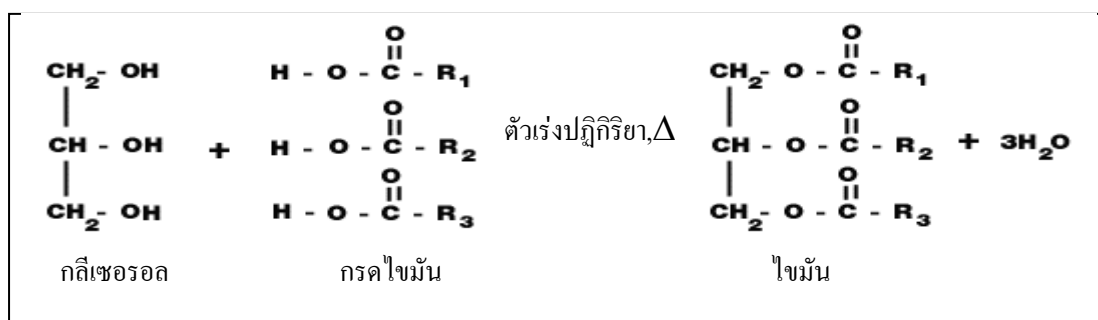 O O
CH2- OH H - O - C - R1 CH2- O - C - R1
O O
CH - OH + H - O - C - R2 ตัวเร่งปฏิกิริยา,Δ CH - O - C - R2 + 3H2O
O O
CH2- OH H - O - C - R3 CH2- O - C - R3
กลีเซอรอล กรดไขมัน ไขมัน